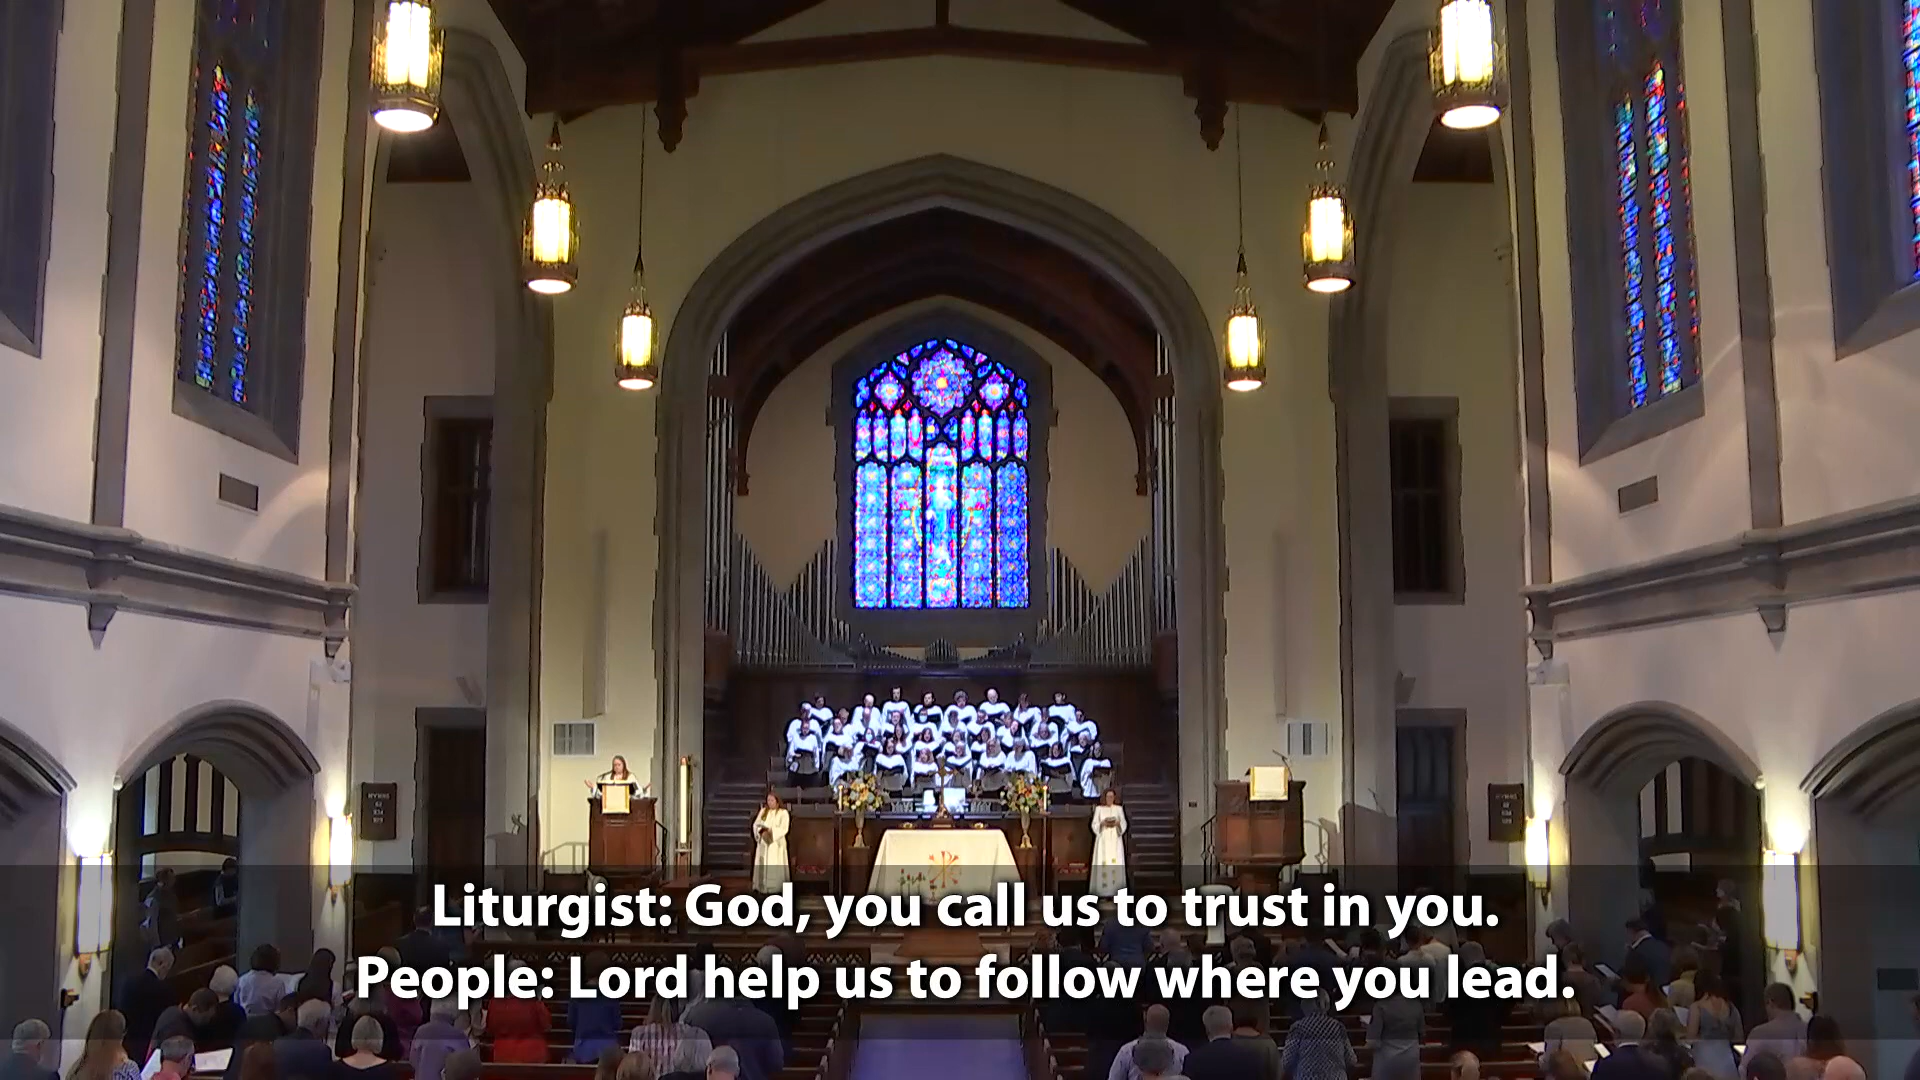 Liturgist: God, you call us to trust in you.
People: Lord help us to follow where you lead.